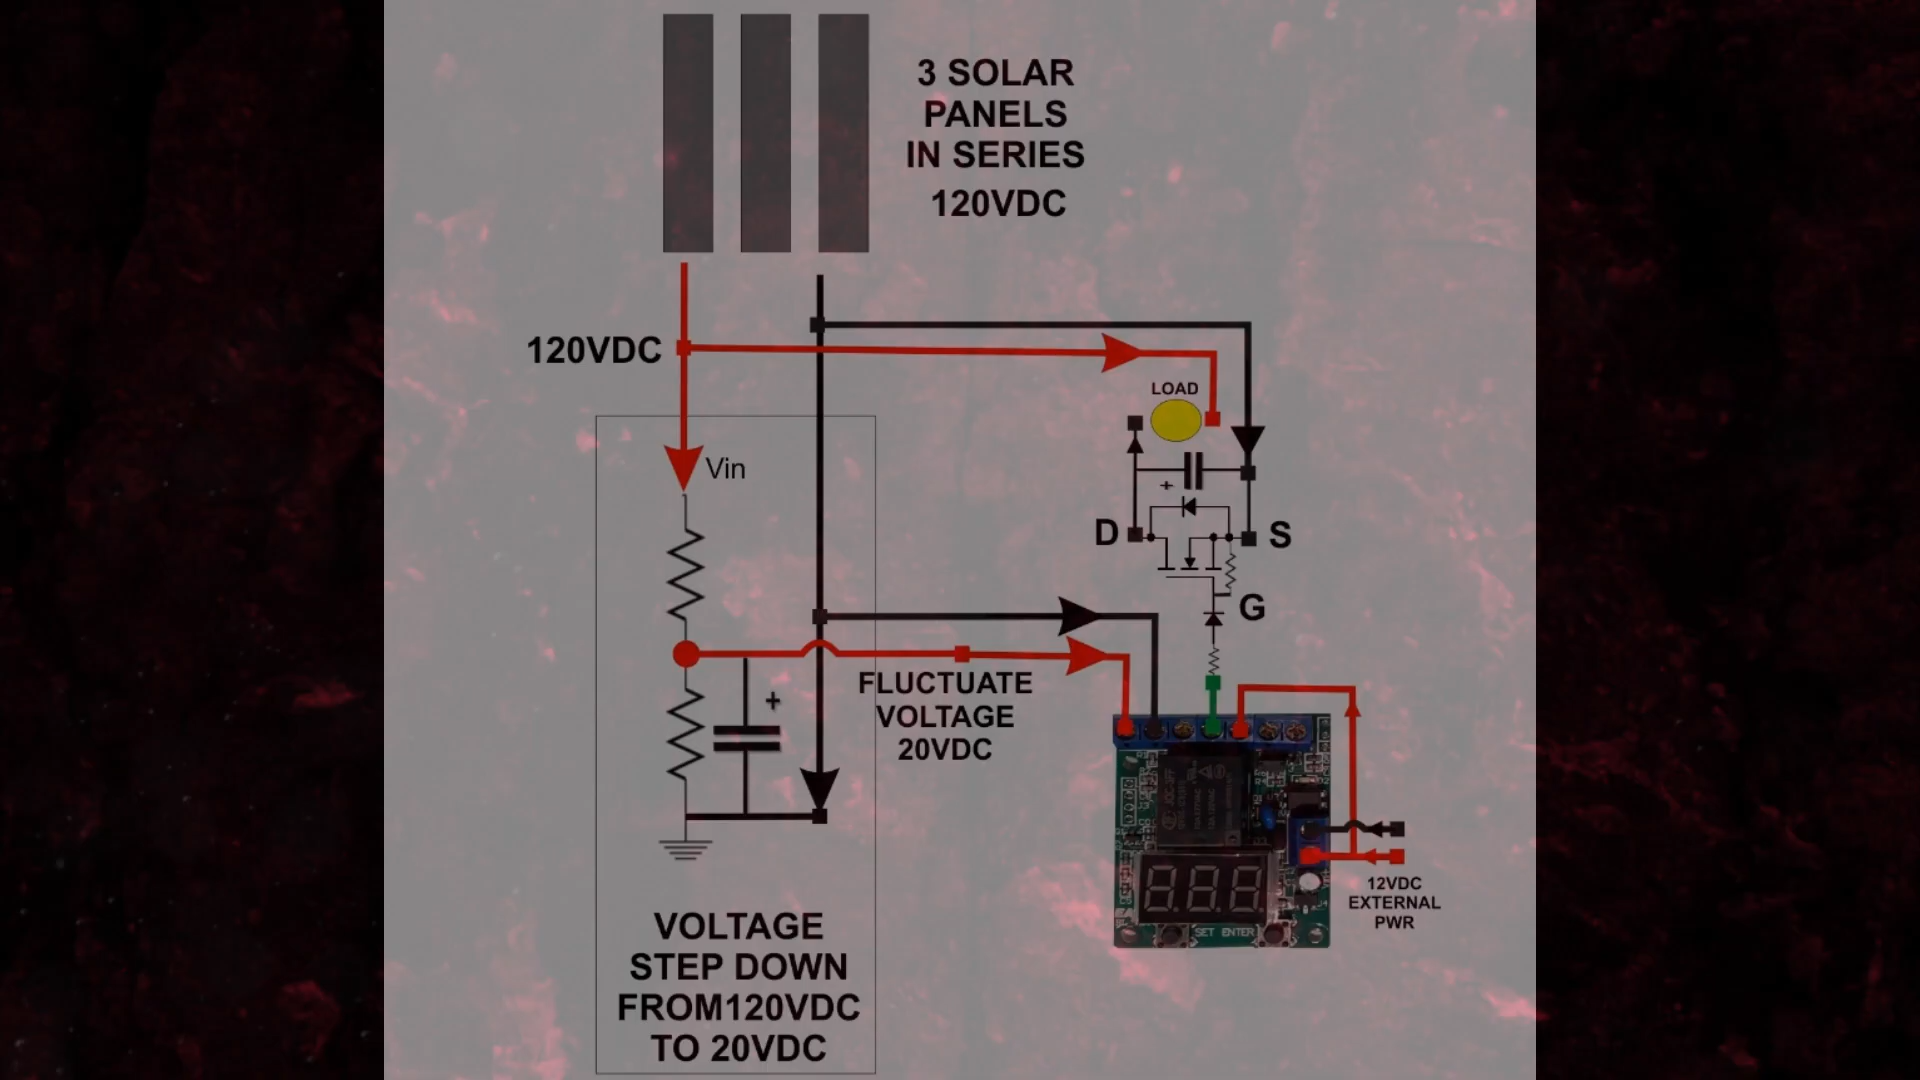 3 SOLAR
PANELS
IN SERIES
120VDC
120VDC
LOAD
Vin
+
D
S
G
+
FLUCTUATE
VOLTAGE
20VDC
SET ENTER
12VDC
EXTERNAL
PWR
VOLTAGE
STEP DOWN
FROM120VDC
TO 20VDC